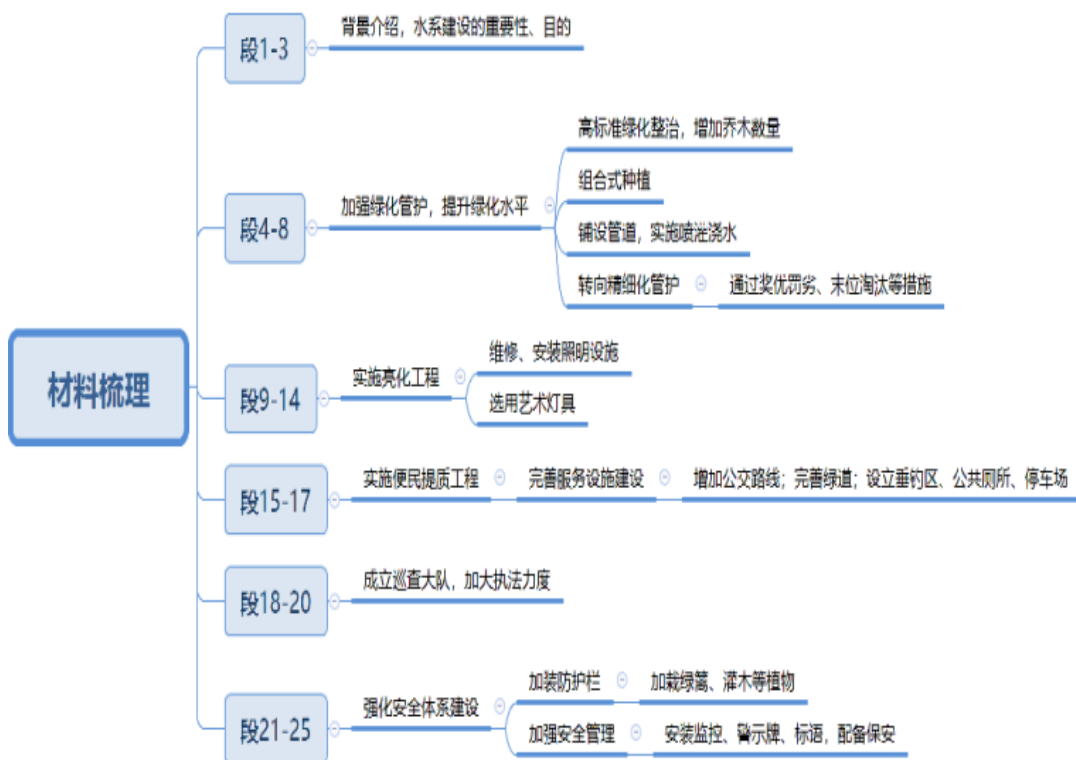 材料梳理
段1-3
背景介绍，水系建设的重要性、目的
段4-8
加强绿化管护，提升绿化水平
高标准绿化整治，增加乔木数量
组合式种植
铺设管道，实施喷淮浇水
转向精细化管护
通过奖优罚劣、末位淘汰等措施
段9-14
实施亮化工程
维修、安装照明设施
选用艺术灯具
段15-17
实施便民提质工程
完善服务设施建设
增加公交路线；完善绿道；设立垂钓区、公共厕所、停车场
段18-20
成立巡查大队，加大执法力度
段21-25
强化安全体系建设
加装防护栏
加栽绿篱、灌木等植物
加强安全管理
安装监控、警示牌、标语，配备保安